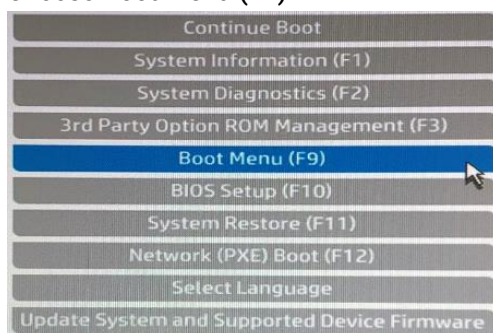 Continue Boot
System Information (F1)
System Diagnostics (F2)
3rd Party Option ROM Management (F3)
Boot Menu (F9)
BIOS Setup (F10)
System Restore (F11)
Network (PXE) Boot (F12)
Select Language
Update System and Supported Device Firmware